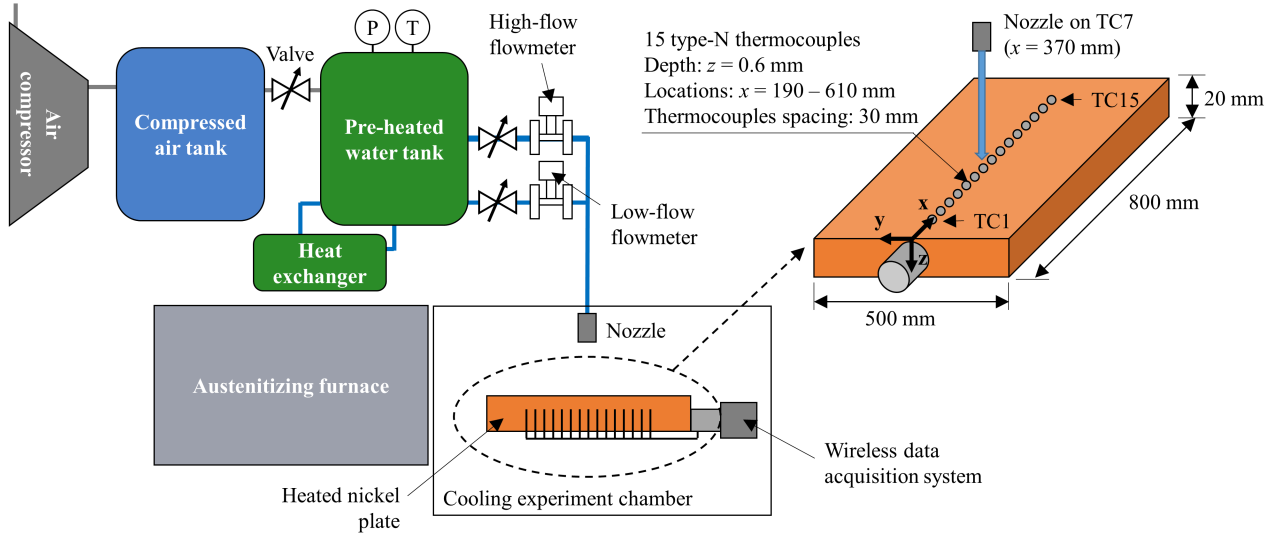 P
T
High-flow
flowmeter
Valve
Air
compressor
Compressed
air tank
Pre-heated
water tank
Heat
exchanger
Low-flow
flowmeter
Nozzle
Austenitizing furnace
Heated nickel
plate
Cooling experiment chamber
Wireless data
acquisition system
15 type-N thermocouples
Depth: z = 0.6 mm
Locations: x = 190 – 610 mm
Thermocouples spacing: 30 mm
Nozzle on TC7
(x = 370 mm)
TC15
20 mm
800 mm
x
TC1
y
z
500 mm